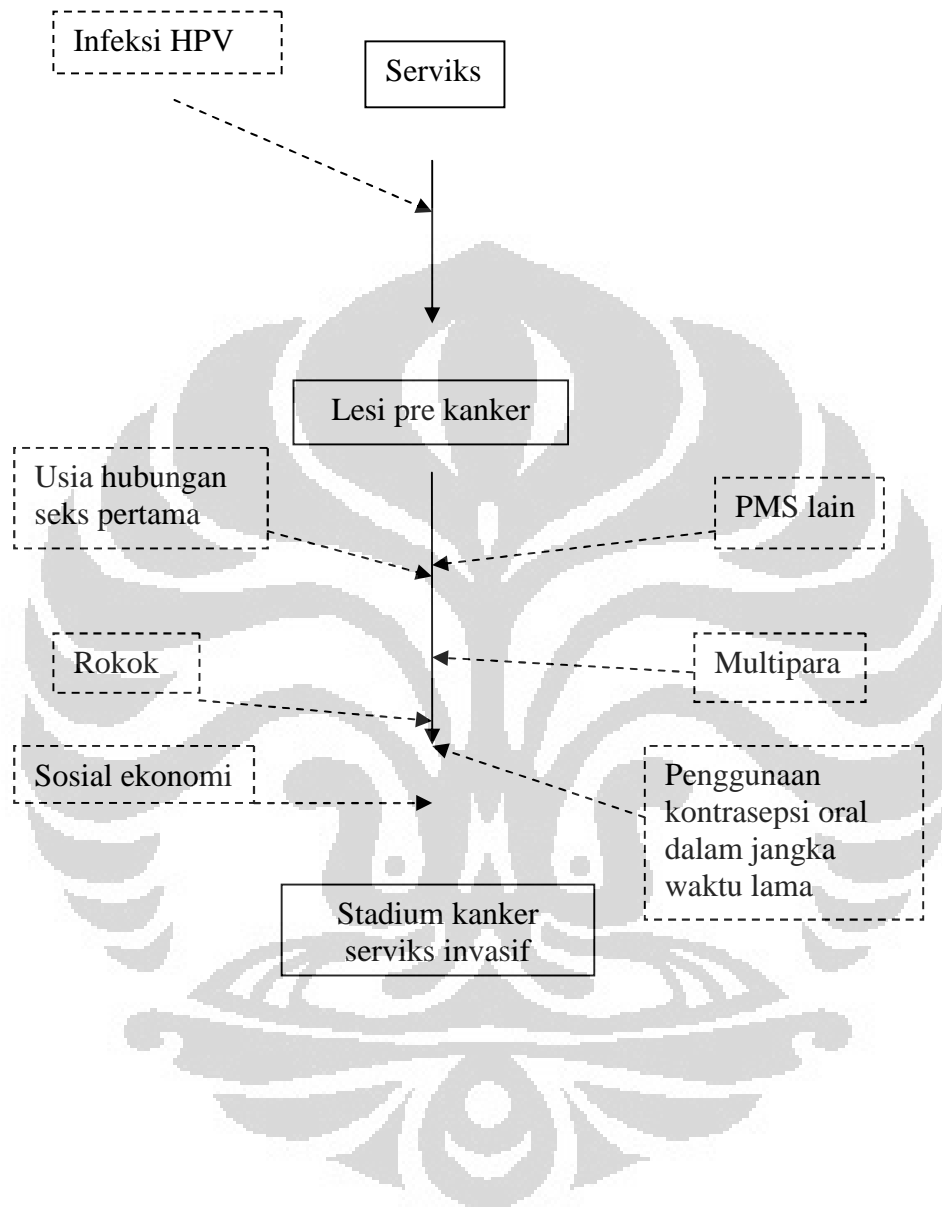 Infeksi HPV
Serviks
Lesi pre kanker
Usia hubungan
seks pertama
PMS lain
Rokok
Multipara
Sosial ekonomi
Penggunaan
kontrasepsi oral
dalam jangka
waktu lama
Stadium kanker
serviks invasif